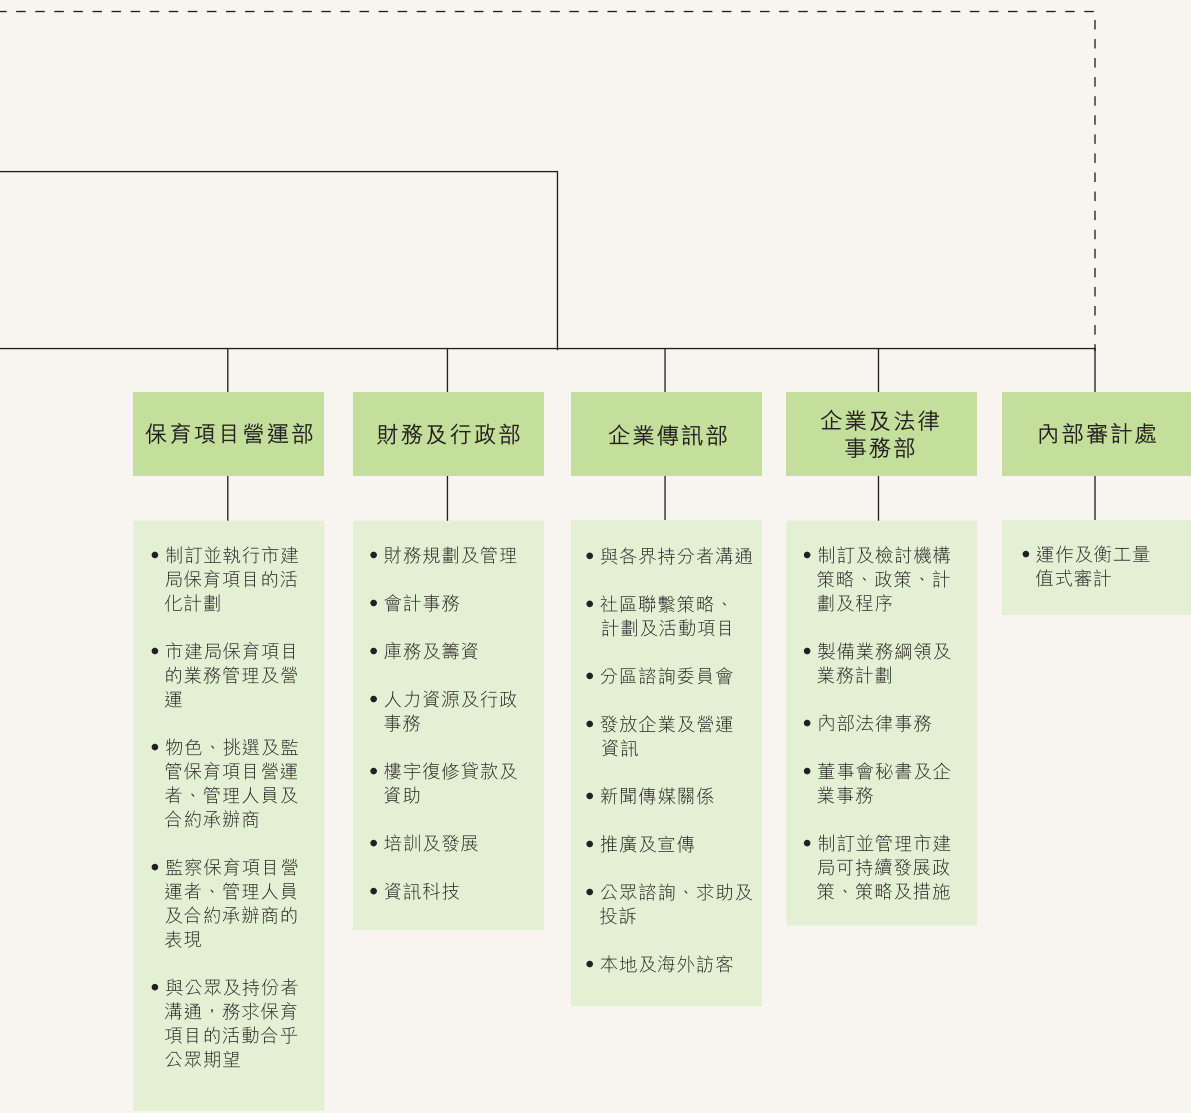 保育項目營運部
• 制訂並執行市建
局保育項目的活
化計劃
• 市建局保育項目
的業務管理及營
運
• 物色、挑選及監
管保育項目營運
者、管理人員及
合約承辦商
• 監察保育項目營
運者、管理人員
及合約承辦商的
表現
• 與公眾及持份者
溝通，務求保育
項目的活動合乎
公眾期望
財務及行政部
• 財務規劃及管理
• 會計事務
• 庫務及籌資
• 人力資源及行政
事務
• 樓宇復修貸款及
資助
• 培訓及發展
• 資訊科技
企業傳訊部
• 與各界持分者溝通
• 社區聯繫策略、
計劃及活動項目
• 分區諮詢委員會
• 發放企業及營運
資訊
• 新聞傳媒關係
• 推廣及宣傳
• 公眾諮詢、求助及
投訴
• 本地及海外訪客
企業及法律
事務部
• 制訂及檢討機構
策略、政策、計
劃及程序
• 製備業務綱領及
業務計劃
• 內部法律事務
• 董事會秘書及企
業事務
• 制訂並管理市建
局可持續發展政
策、策略及措施
內部審計處
• 運作及衡工量
值式審計